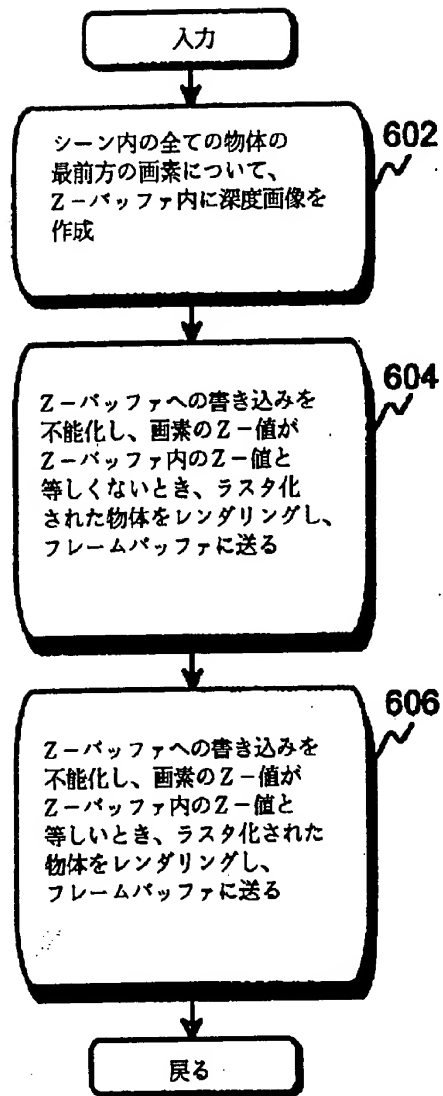 入力
シーン内の全ての物体の
最前方の画素について、
Z－バッファ内に深度画像を
作成
602
Z－バッファへの書き込みを
不能化し、画素のZ－値が
Z－バッファ内のZ－値と
等しくないとき、ラスタ化
された物体をレンダリングし、
フレームバッファに送る
604
Z－バッファへの書き込みを
不能化し、画素のZ－値が
Z－バッファ内のZ－値と
等しいとき、ラスタ化された
物体をレンダリングし、
フレームバッファに送る
606
戻る